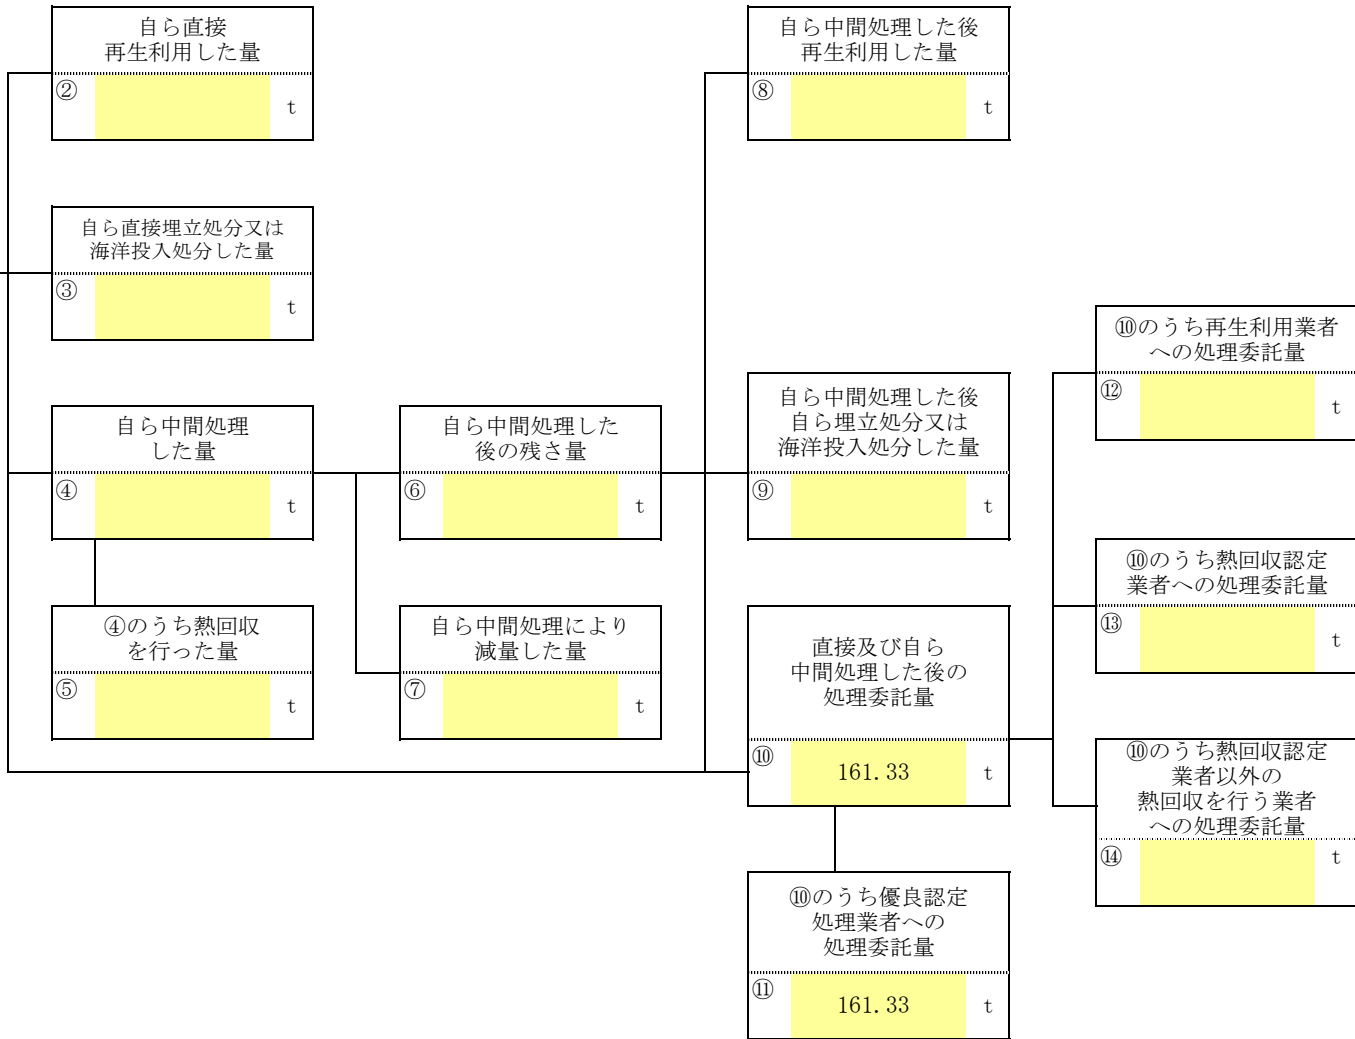 自ら直接
再生利用した量
②
t
自ら中間処理した後
再生利用した量
⑧
t
自ら直接埋立処分又は
海洋投入処分した量
③
t
⑩のうち再生利用業者
への処理委託量
⑫
t
自ら中間処理
した量
④
t
自ら中間処理した
後の残さ量
⑥
t
自ら中間処理した後
自ら埋立処分又は
海洋投入処分した量
⑨
t
⑩のうち熱回収認定
業者への処理委託量
⑬
t
④のうち熱回収
を行った量
⑤
t
自ら中間処理により
減量した量
⑦
t
直接及び自ら
中間処理した後の
処理委託量
⑩ 161.33 t
⑩のうち熱回収認定
業者以外の
熱回収を行う業者
への処理委託量
⑭
t
⑩のうち優良認定
処理業者への
処理委託量
⑪ 161.33 t